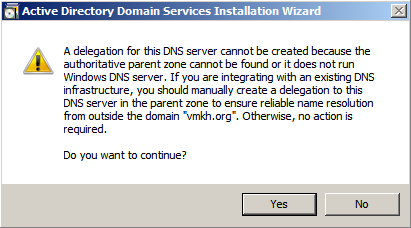 Active Directory Domain Services Installation Wizard
A delegation for this DNS server cannot be created because the
authoritative parent zone cannot be found or it does not run
Windows DNS server. If you are integrating with an existing DNS
infrastructure, you should manually create a delegation to this
DNS server in the parent zone to ensure reliable name resolution
from outside the domain "vmkh.org". Otherwise, no action is
required.
Do you want to continue?
Yes
No